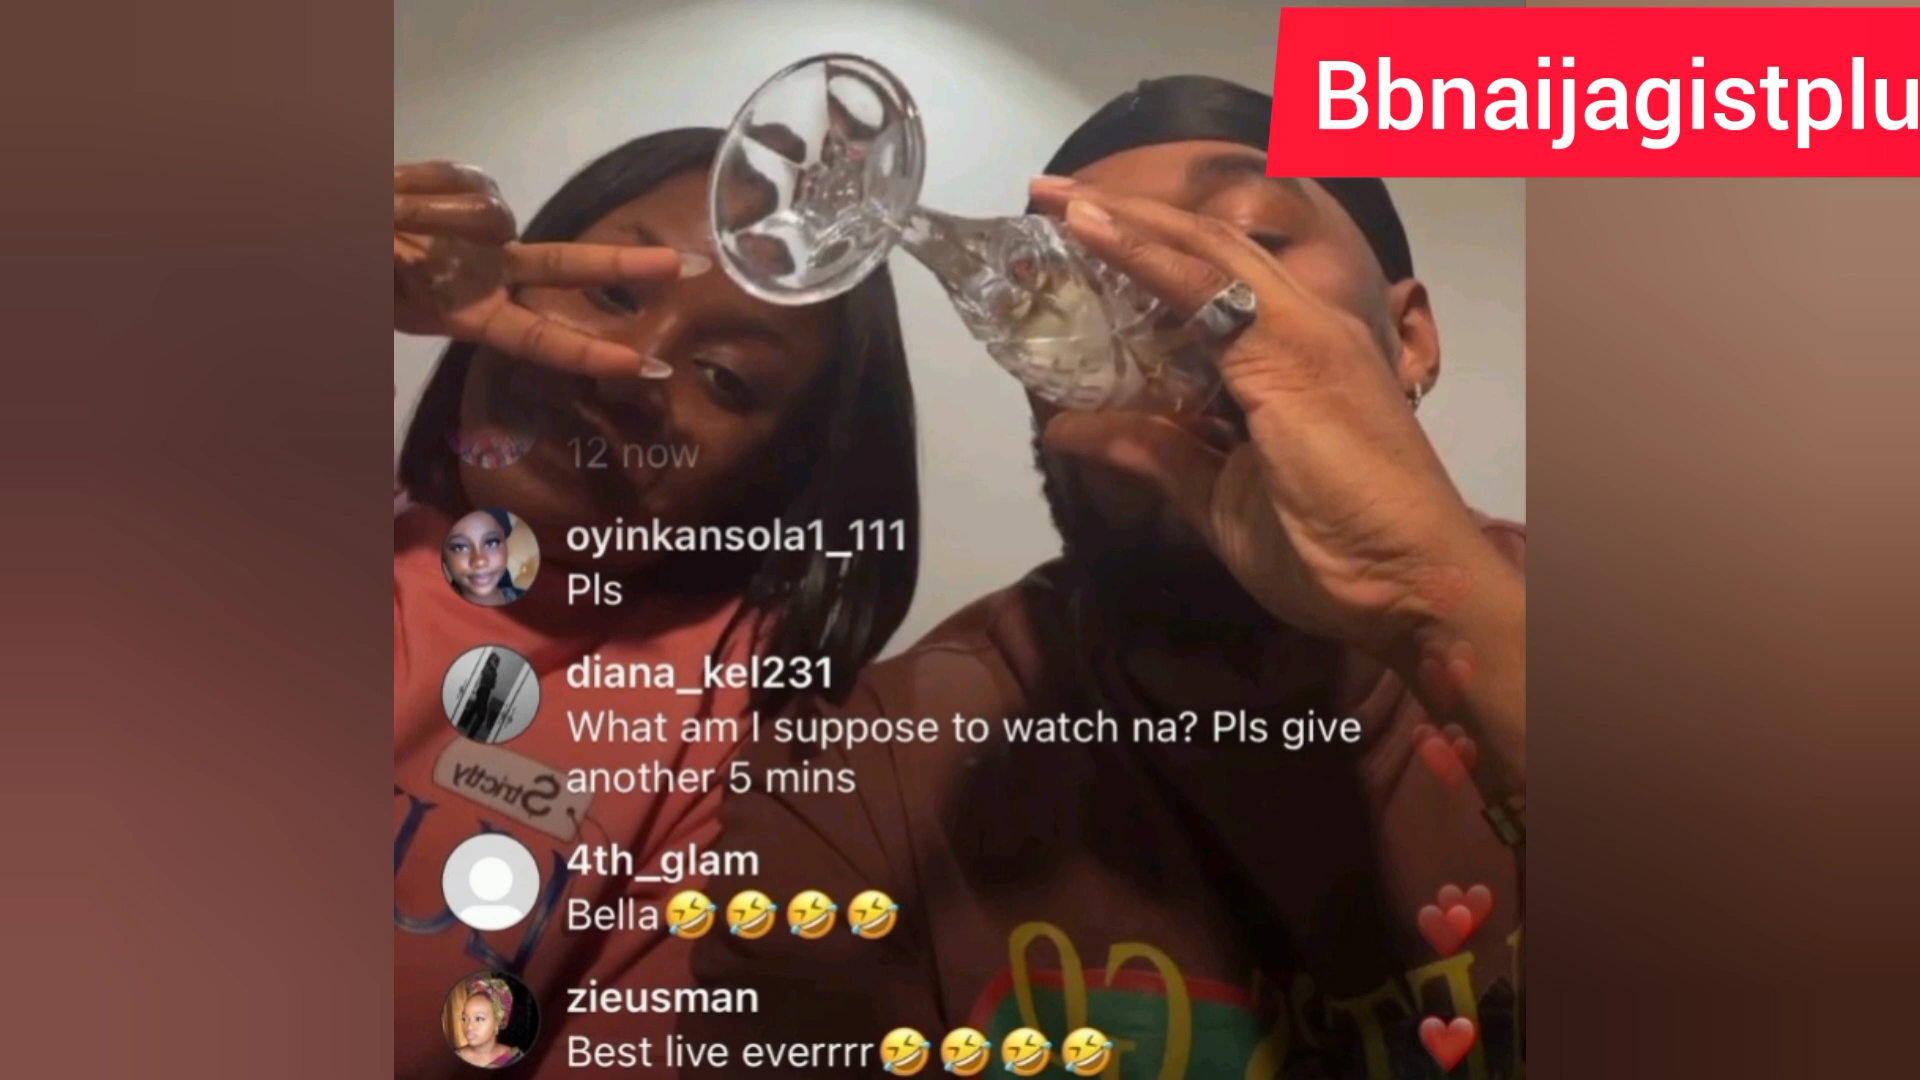 Bbnaijagistplu
12 now
oyinkansola1_111
Pls
diana_kel231
What am I suppose to watch na? Pls give
another 5 mins
Strictly
4th_glam
Bella🤣🤣🤣🤣
zieusman
Best live everrrr🤣🤣🤣🤣